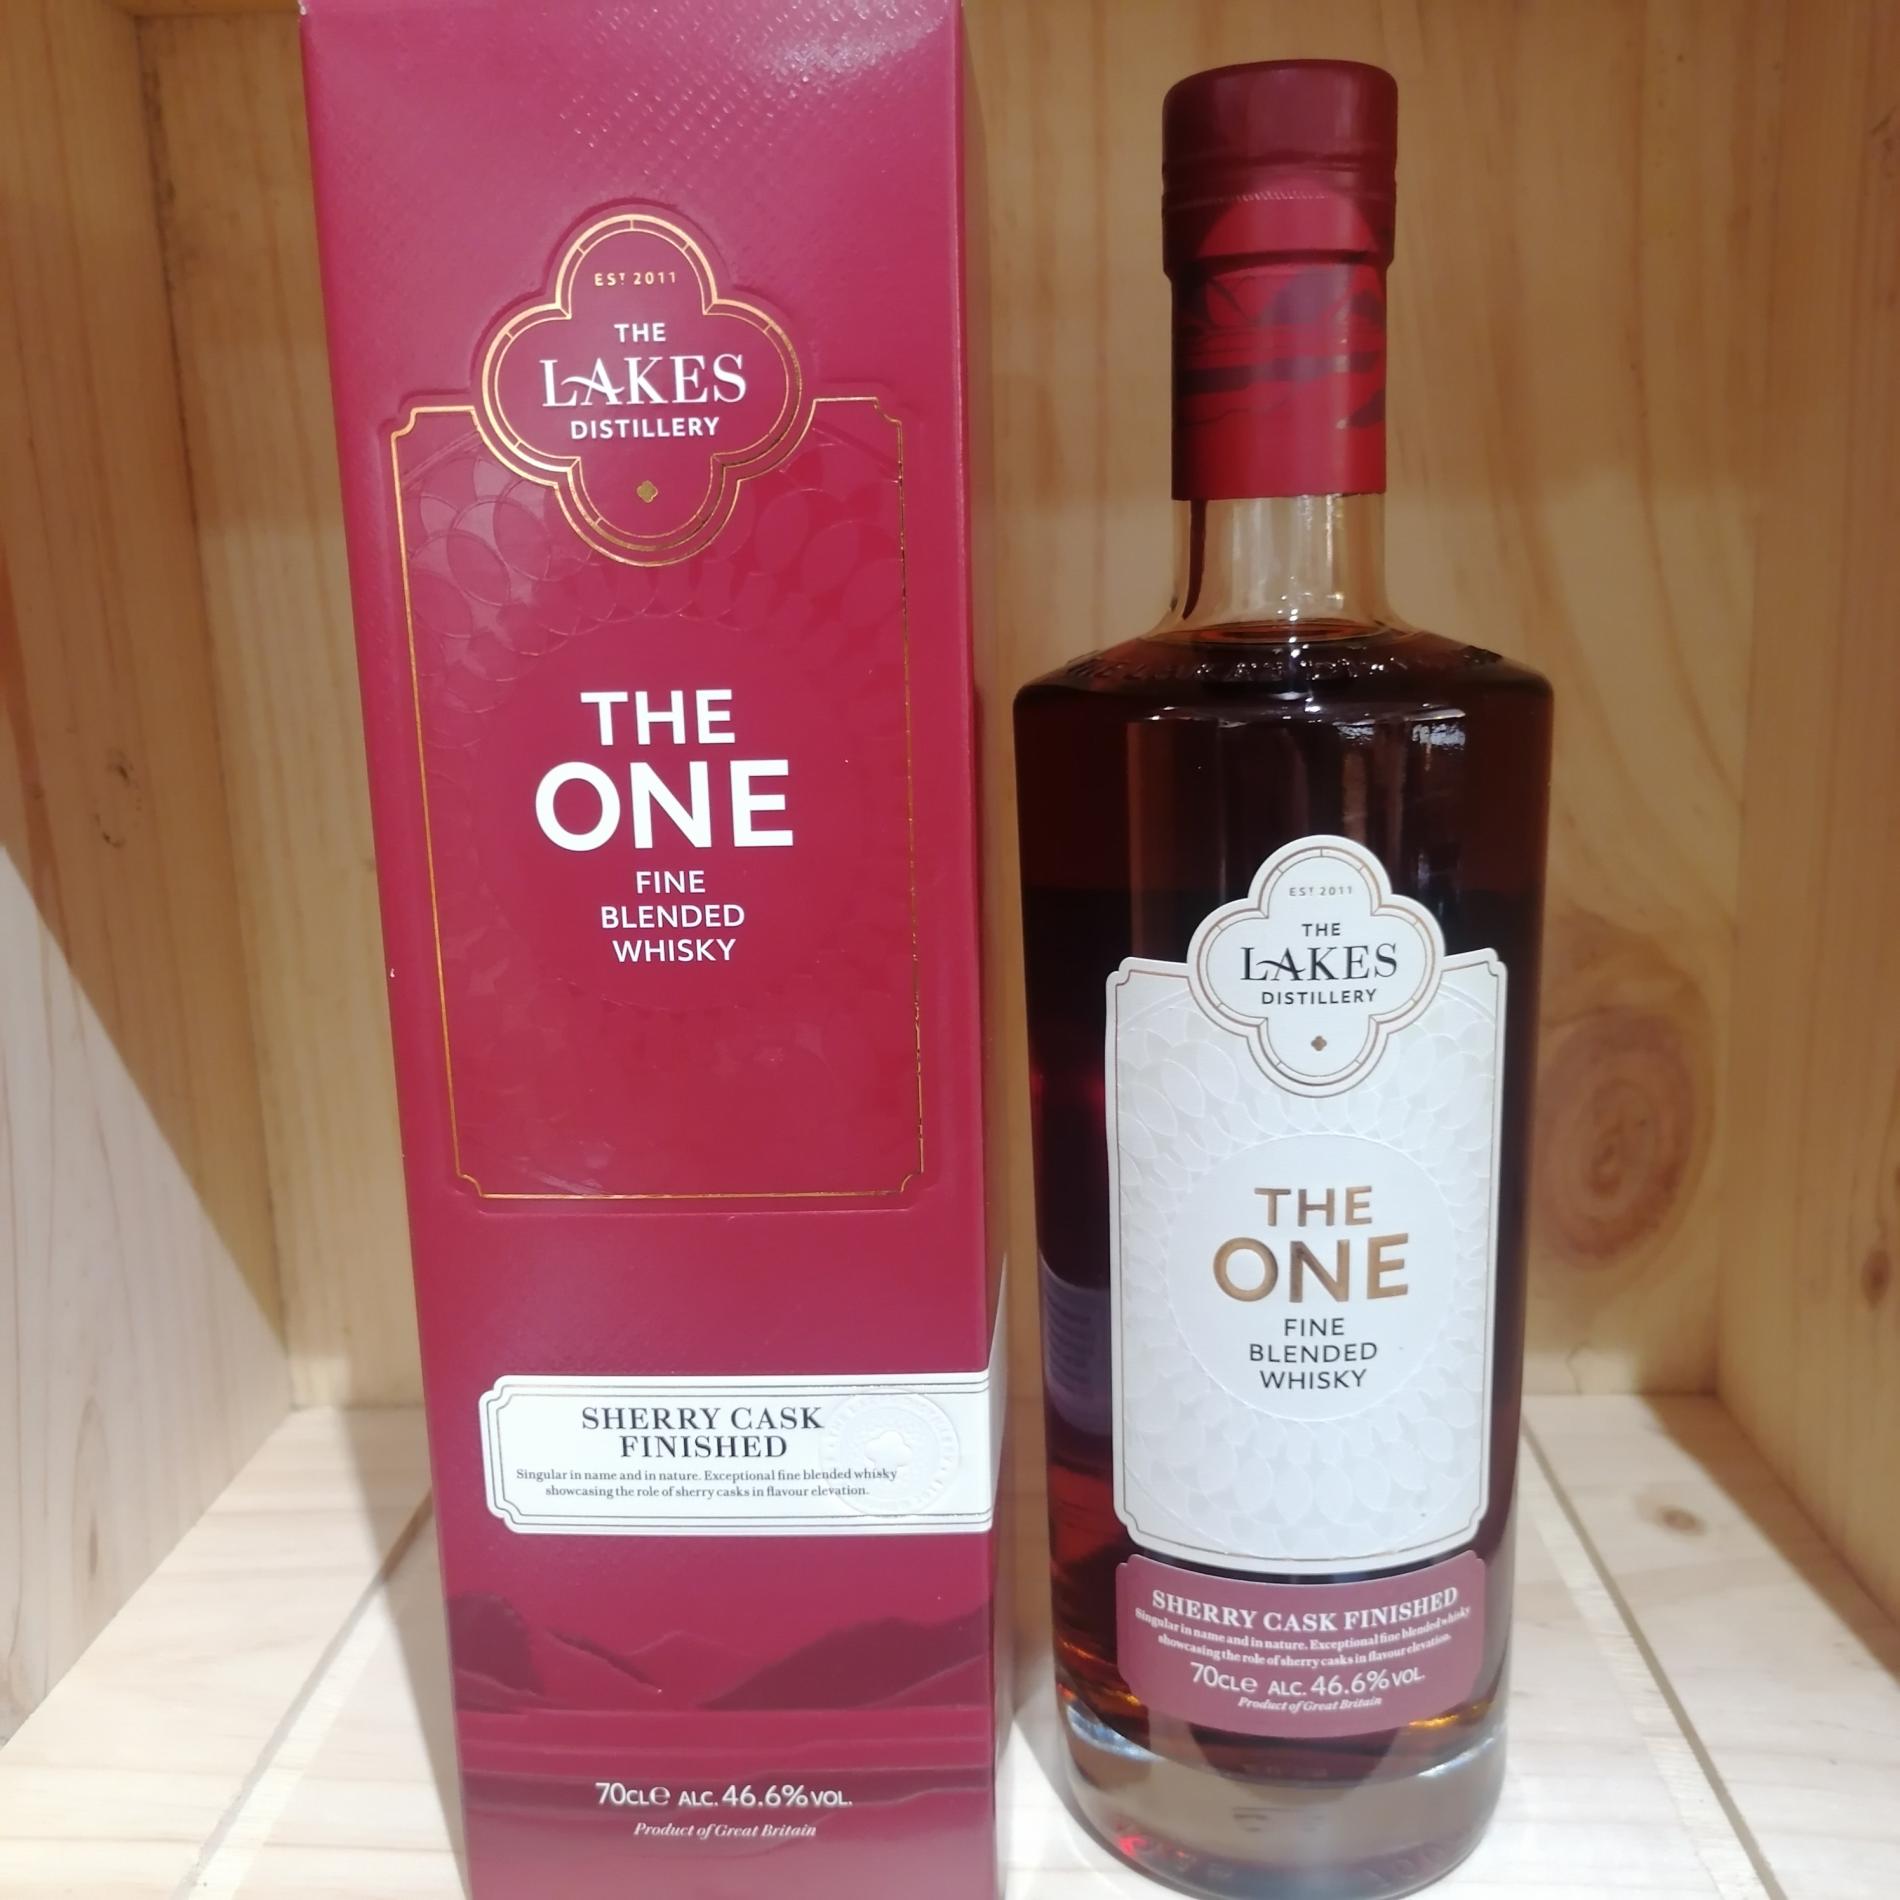 EST 2011
THE
LAKES
DISTILLERY
THE
ONE
FINE
BLENDED
WHISKY
SHERRY CASK
FINISHED
Singular in name and in nature. Exceptional fine blended whisky
showcasing the role of sherry casks in flavour elevation.
70CL℮ ALC. 46.6% VOL.
Product of Great Britain
EST 2011
THE
LAKES
DISTILLERY
THE
ONE
FINE
BLENDED
WHISKY
SHERRY CASK FINISHED
Singular in name and in nature. Exceptional fine blended whisky
showcasing the role of sherry casks in flavour elevation.
70CL℮ ALC. 46.6% VOL.
Product of Great Britain